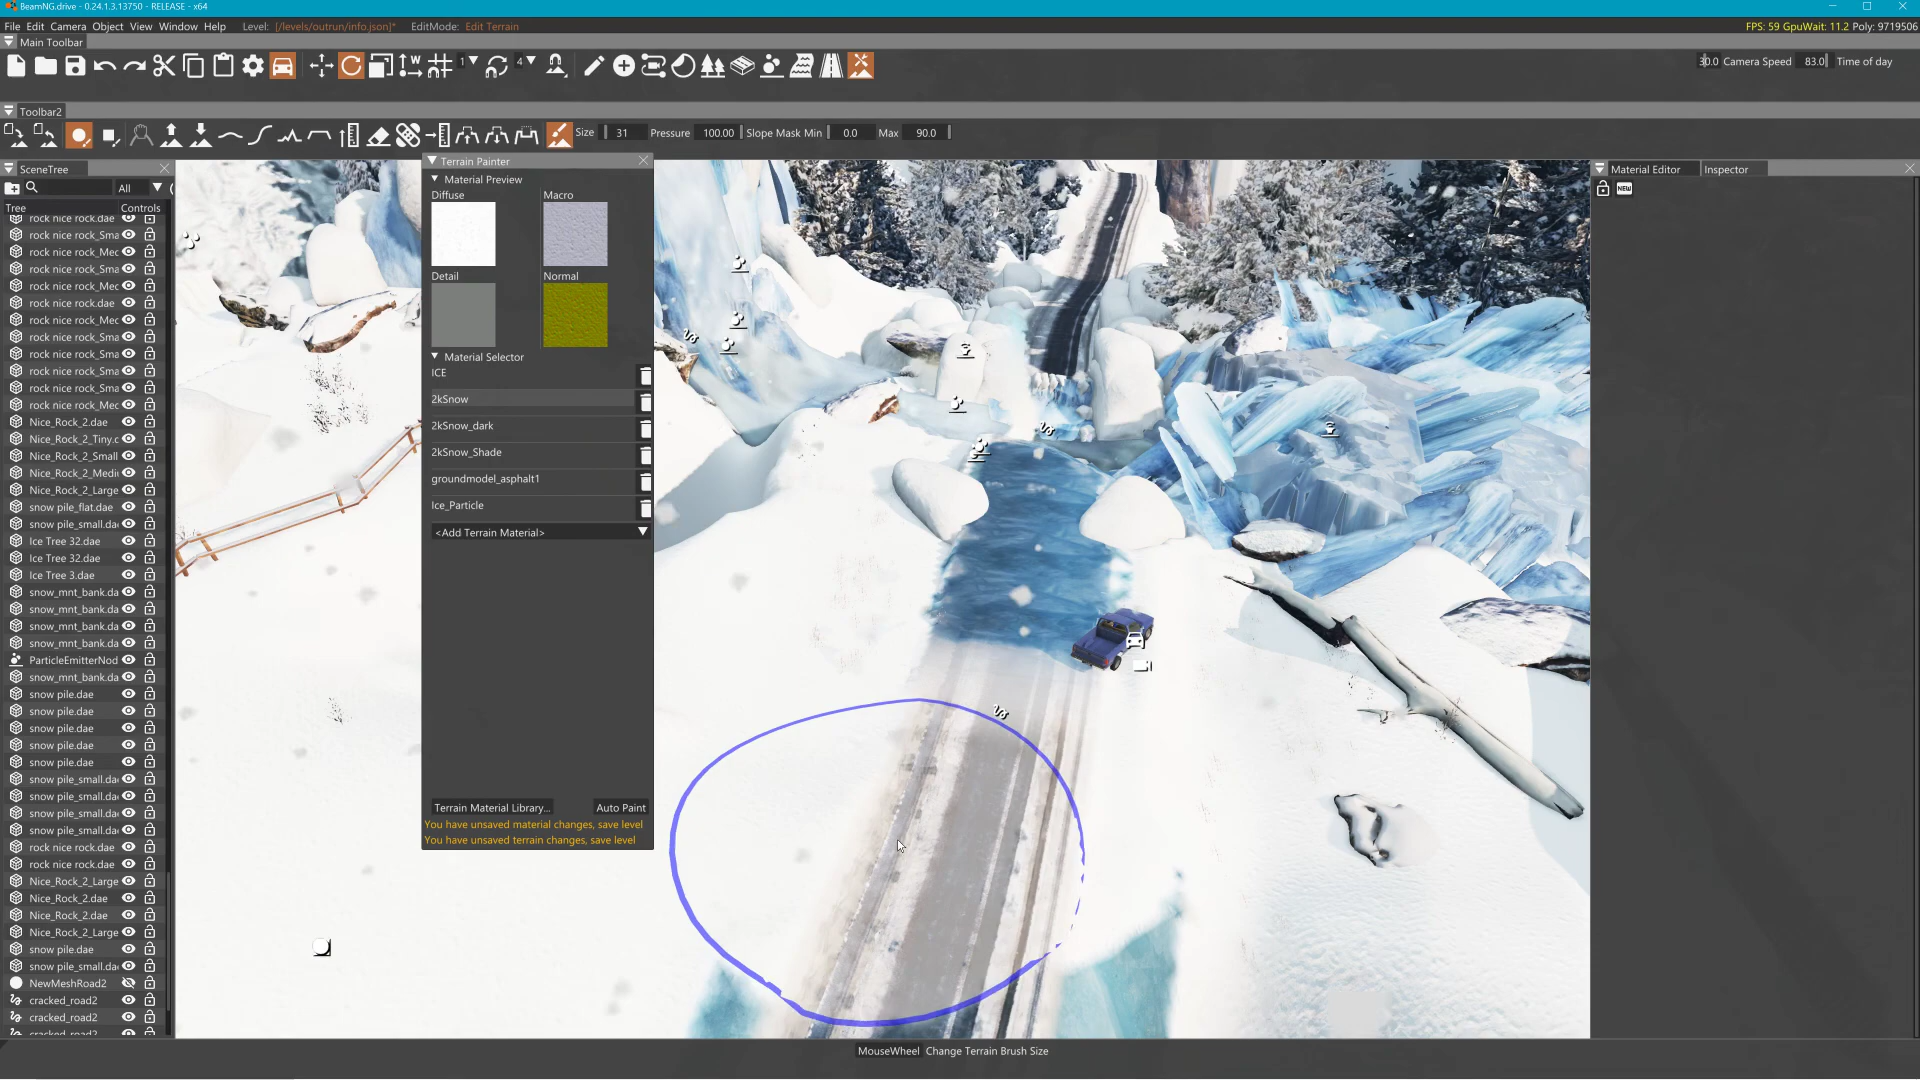 BeamNG.drive - 0.24.1.3.13750 - RELEASE - x64
File Edit Camera Object View Window Help Level: [/levels/outrun/info.json]* EditMode: Edit Terrain
FPS: 59 GpuWait: 11.2 Poly: 9719506
Main Toolbar
1 4
30.0 Camera Speed 83.0 Time of day
Toolbar2
Size 31 Pressure 100.00 Slope Mask Min 0.0 Max 90.0
SceneTree
All
Tree Controls
rock nice rock.dae
rock nice rock_Sma
rock nice rock_Mec
rock nice rock_Sma
rock nice rock_Mec
rock nice rock.dae
rock nice rock_Mec
rock nice rock_Sma
rock nice rock_Sma
rock nice rock_Sma
rock nice rock_Sma
rock nice rock_Mec
Nice_Rock_2.dae
Nice_Rock_2_Tiny.c
Nice_Rock_2_Small
Nice_Rock_2_Medi
Nice_Rock_2_Large
snow pile_flat.dae
snow pile_small.da
Ice Tree 32.dae
Ice Tree 32.dae
Ice Tree 3.dae
snow_mnt_bank.da
snow_mnt_bank.da
snow_mnt_bank.da
snow_mnt_bank.da
ParticleEmitterNod
snow_mnt_bank.da
snow pile.dae
snow pile.dae
snow pile.dae
snow pile.dae
snow pile.dae
snow pile_small.da
snow pile_small.da
snow pile_small.da
snow pile_small.da
rock nice rock.dae
rock nice rock.dae
Nice_Rock_2_Large
Nice_Rock_2.dae
Nice_Rock_2.dae
Nice_Rock_2_Large
snow pile.dae
snow pile_small.da
NewMeshRoad2
cracked_road2
cracked_road2
cracked_road2
Terrain Painter
Material Preview
Diffuse Macro
Detail Normal
Material Selector
ICE
2kSnow
2kSnow_dark
2kSnow_Shade
groundmodel_asphalt1
Ice_Particle
<Add Terrain Material>
Terrain Material Library... Auto Paint
You have unsaved material changes, save level
You have unsaved terrain changes, save level
Material Editor Inspector
NEW
MouseWheel Change Terrain Brush Size